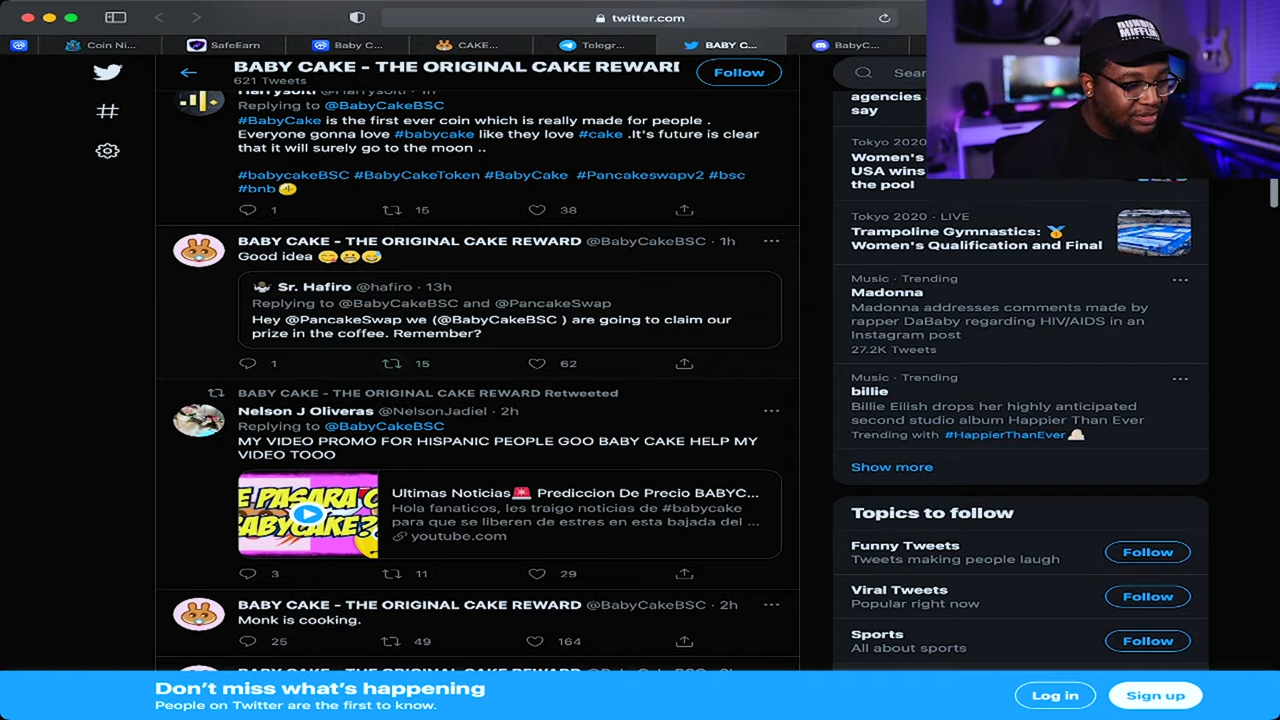 twitter.com
Coin Ni...
SafeEarn
Baby C...
CAKE...
Telegr...
BABY C...
BabyC...
BABY CAKE - THE ORIGINAL CAKE REWARD
621 Tweets
Follow
Sear
Replying to @BabyCakeBSC
#BabyCake is the first ever coin which is really made for people .
Everyone gonna love #babycake like they love #cake .It's future is clear
that it will surely go to the moon ..
#babycakeBSC #BabyCakeToken #BabyCake #Pancakeswapv2 #bsc
#bnb
1 15 38
BABY CAKE - THE ORIGINAL CAKE REWARD @BabyCakeBSC · 1h
Good idea 😋😬😅
Sr. Hafiro @hafiro · 13h
Replying to @BabyCakeBSC and @PancakeSwap
Hey @PancakeSwap we (@BabyCakeBSC ) are going to claim our
prize in the coffee. Remember?
1 15 62
BABY CAKE - THE ORIGINAL CAKE REWARD Retweeted
Nelson J Oliveras @NelsonJadiel · 2h
Replying to @BabyCakeBSC
MY VIDEO PROMO FOR HISPANIC PEOPLE GOO BABY CAKE HELP MY
VIDEO TOOO
E PASARA C
BABYCAKE?
Ultimas Noticias🚨 Prediccion De Precio BABYC...
Hola fanaticos, les traigo noticias de #babycake
para que se liberen de estres en esta bajada del ...
youtube.com
3 11 29
BABY CAKE - THE ORIGINAL CAKE REWARD @BabyCakeBSC · 2h
Monk is cooking.
25 49 164
agencies
say
Tokyo 2020
Women's
USA wins
the pool
Tokyo 2020 · LIVE
Trampoline Gymnastics: 🥇
Women's Qualification and Final
Music · Trending
Madonna
Madonna addresses comments made by
rapper DaBaby regarding HIV/AIDS in an
Instagram post
27.2K Tweets
Music · Trending
billie
Billie Eilish drops her highly anticipated
second studio album Happier Than Ever
Trending with #HappierThanEver
Show more
Topics to follow
Funny Tweets
Tweets making people laugh
Follow
Viral Tweets
Popular right now
Follow
Sports
All about sports
Follow
Don't miss what's happening
People on Twitter are the first to know.
Log in
Sign up
DUNDER
MIFFLIN